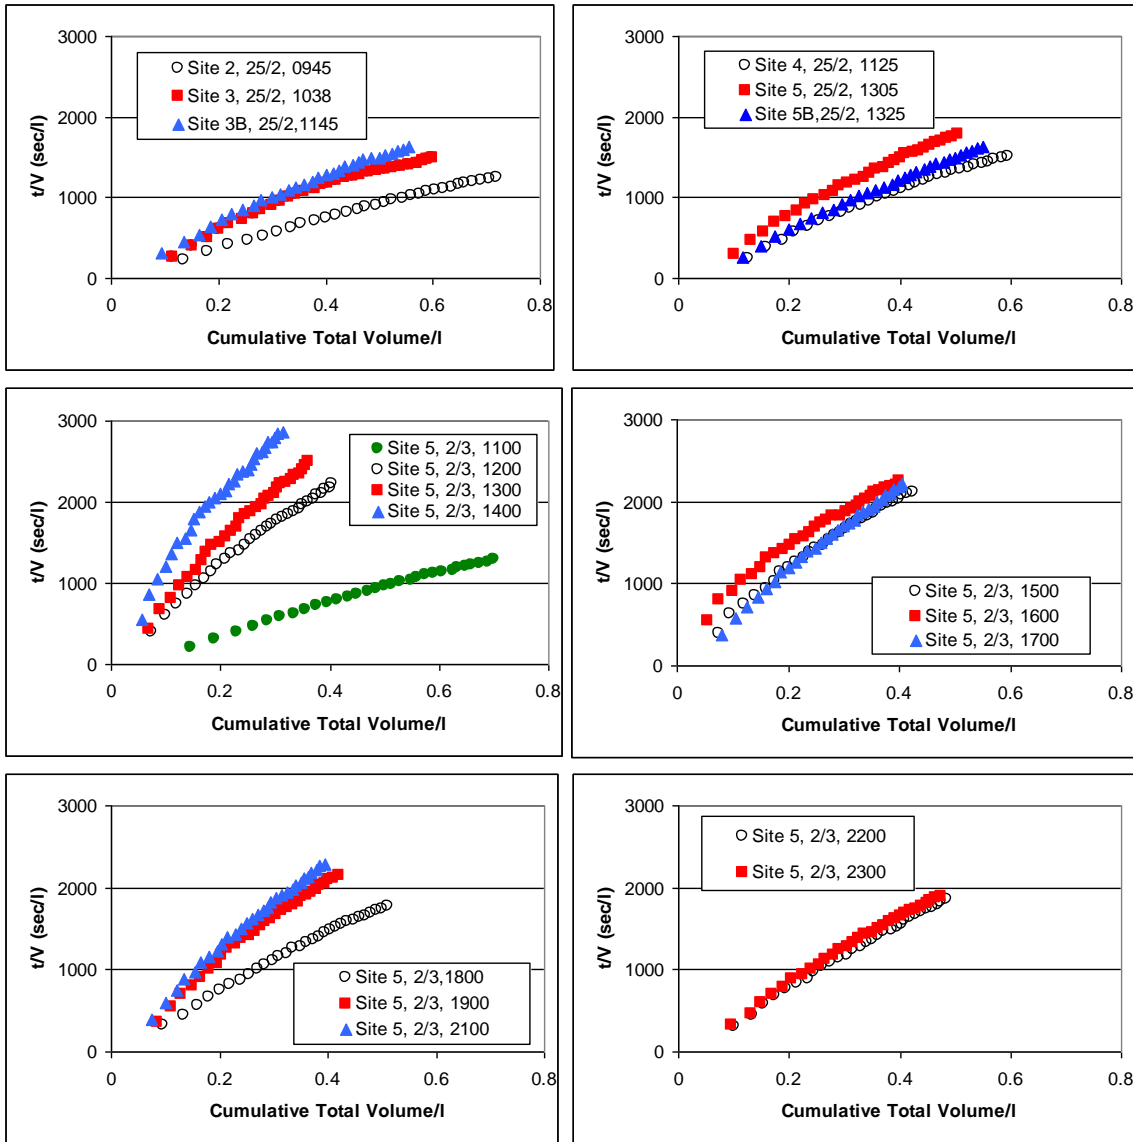 3000
2000
1000
0
t/V (sec/l)
Site 2, 25/2, 0945
Site 3, 25/2, 1038
Site 3B, 25/2,1145
0 0.2 0.4 0.6 0.8
Cumulative Total Volume/l
3000
2000
1000
0
t/V (sec/l)
Site 4, 25/2, 1125
Site 5, 25/2, 1305
Site 5B,25/2, 1325
0 0.2 0.4 0.6 0.8
Cumulative Total Volume/l
3000
2000
1000
0
t/V (sec/l)
Site 5, 2/3, 1100
Site 5, 2/3, 1200
Site 5, 2/3, 1300
Site 5, 2/3, 1400
0 0.2 0.4 0.6 0.8
Cumulative Total Volume/l
3000
2000
1000
0
t/V (sec/l)
Site 5, 2/3, 1500
Site 5, 2/3, 1600
Site 5, 2/3, 1700
0 0.2 0.4 0.6 0.8
Cumulative Total Volume/l
3000
2000
1000
0
t/V (sec/l)
Site 5, 2/3,1800
Site 5, 2/3, 1900
Site 5, 2/3, 2100
0 0.2 0.4 0.6 0.8
Cumulative Total Volume/l
3000
2000
1000
0
t/V (sec/l)
Site 5, 2/3, 2200
Site 5, 2/3, 2300
0 0.2 0.4 0.6 0.8
Cumulative Total Volume/l